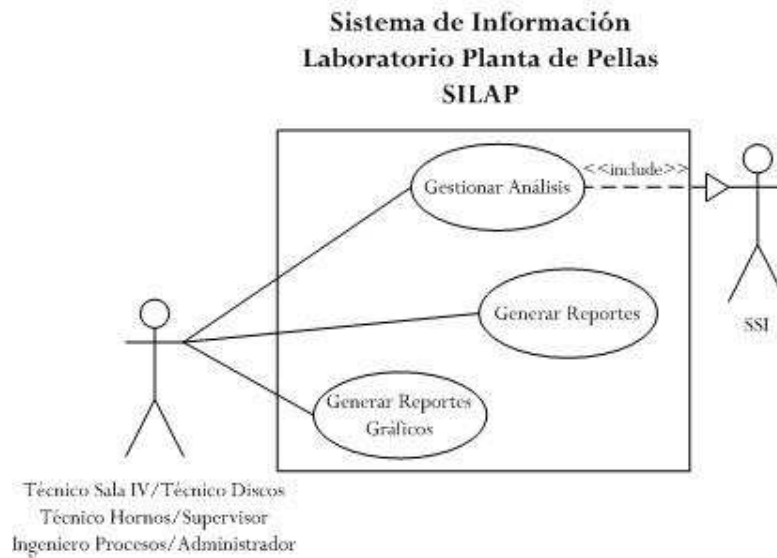 Sistema de Información
Laboratorio Planta de Pellas
SILAP
<<include>>
Gestionar Análisis
Generar Reportes
SSI
Generar Reportes
Gráficos
Técnico Sala IV/Técnico Discos
Técnico Hornos/Supervisor
Ingeniero Procesos/Administrador